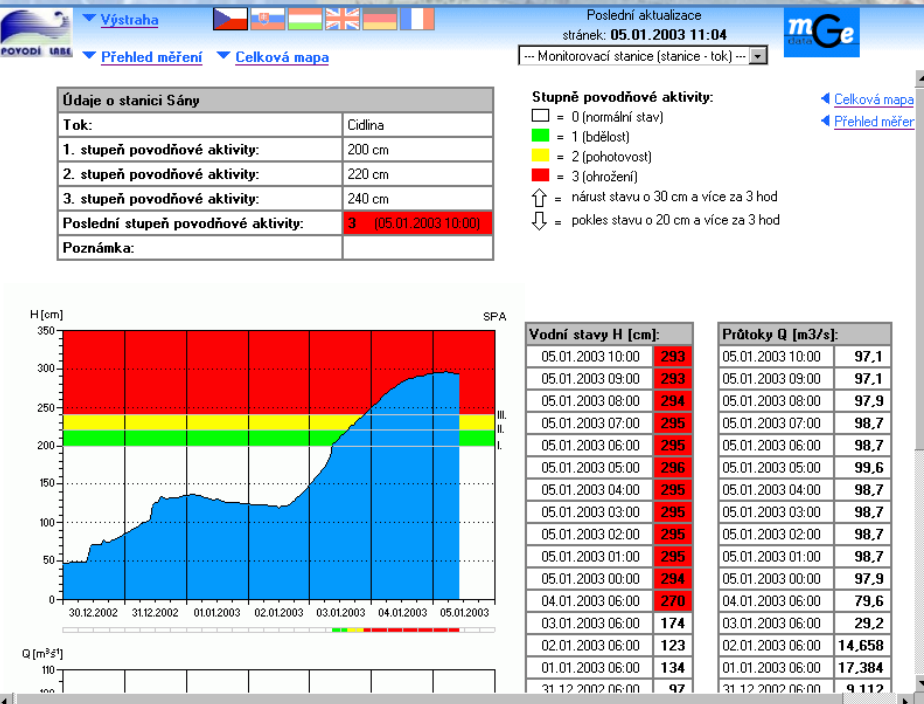 Výstraha
POVODÍ LABE
Přehled měření
Celková mapa
Poslední aktualizace
stránek: 05.01.2003 11:04
--- Monitorovací stanice (stanice - tok) ---
mGe
data
Údaje o stanici Sány
Tok: Cidlina
1. stupeň povodňové aktivity: 200 cm
2. stupeň povodňové aktivity: 220 cm
3. stupeň povodňové aktivity: 240 cm
Poslední stupeň povodňové aktivity: 3 (05.01.2003 10:00)
Poznámka:
Stupně povodňové aktivity:
= 0 (normální stav)
= 1 (bdělost)
= 2 (pohotovost)
= 3 (ohrožení)
= nárust stavu o 30 cm a více za 3 hod
= pokles stavu o 20 cm a více za 3 hod
Celková mapa
Přehled měřer
H [cm]
SPA
350
300
250
200
150
100
50
0
III.
II.
I.
30.12.2002 31.12.2002 01.01.2003 02.01.2003 03.01.2003 04.01.2003 05.01.2003
Q [m³s¹]
110
100
Vodní stavy H [cm]:
05.01.2003 10:00 293
05.01.2003 09:00 293
05.01.2003 08:00 294
05.01.2003 07:00 295
05.01.2003 06:00 295
05.01.2003 05:00 296
05.01.2003 04:00 295
05.01.2003 03:00 295
05.01.2003 02:00 295
05.01.2003 01:00 295
05.01.2003 00:00 294
04.01.2003 06:00 270
03.01.2003 06:00 174
02.01.2003 06:00 123
01.01.2003 06:00 134
31.12.2002 06:00 97
Průtoky Q [m3/s]:
05.01.2003 10:00 97,1
05.01.2003 09:00 97,1
05.01.2003 08:00 97,9
05.01.2003 07:00 98,7
05.01.2003 06:00 98,7
05.01.2003 05:00 99,6
05.01.2003 04:00 98,7
05.01.2003 03:00 98,7
05.01.2003 02:00 98,7
05.01.2003 01:00 98,7
05.01.2003 00:00 97,9
04.01.2003 06:00 79,6
03.01.2003 06:00 29,2
02.01.2003 06:00 14,658
01.01.2003 06:00 17,384
31.12.2002 06:00 9,112